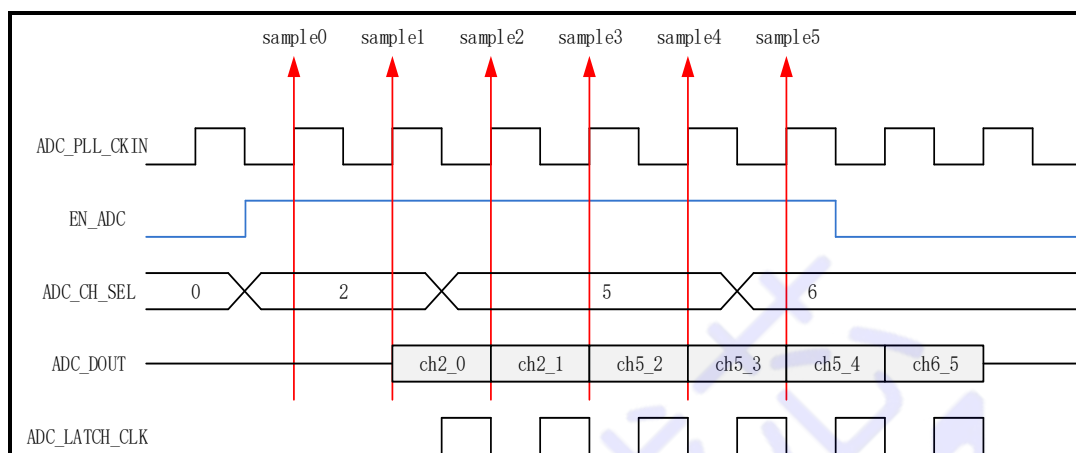 sample0 sample1 sample2 sample3 sample4 sample5
ADC_PLL_CKIN
EN_ADC
ADC_CH_SEL 0 2 5 6
ADC_DOUT ch2_0 ch2_1 ch5_2 ch5_3 ch5_4 ch6_5
ADC_LATCH_CLK